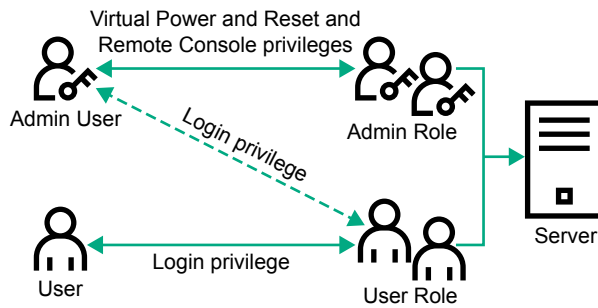 Virtual Power and Reset and
Remote Console privileges
Admin User
Admin Role
Login privilege
Server
Login privilege
User
User Role